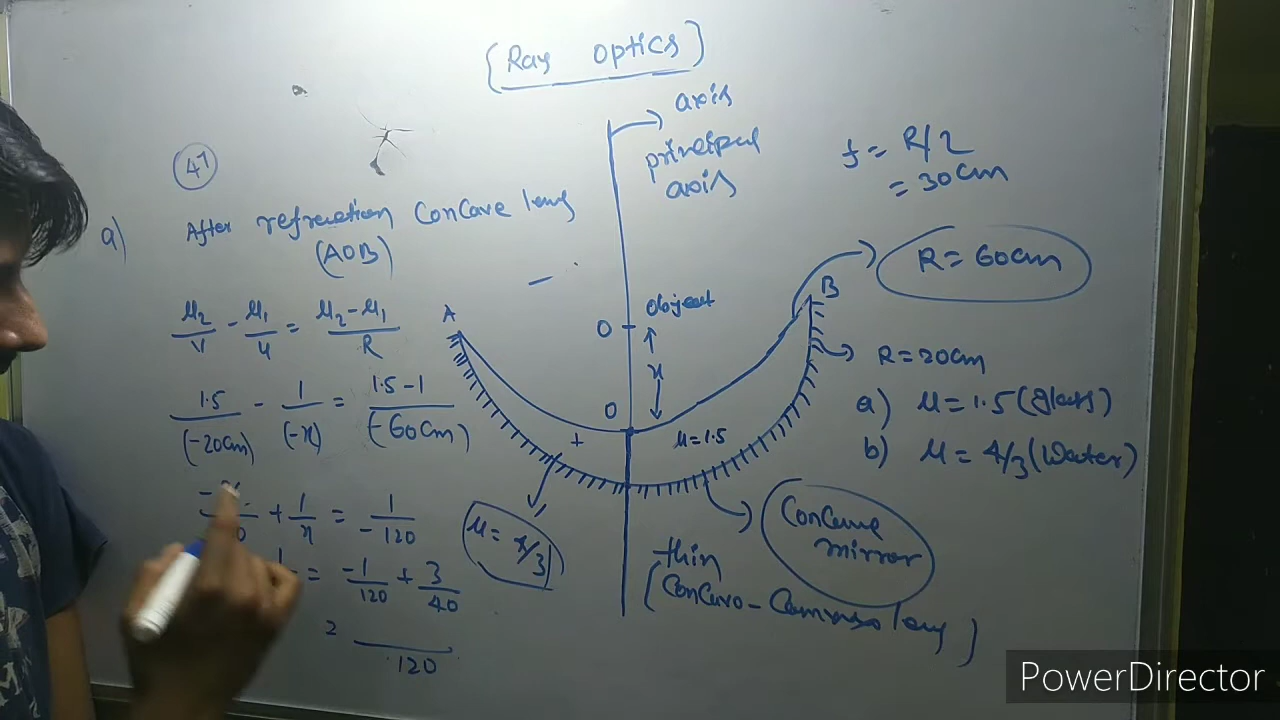 (Ray optics)
axis
principal
axis
f = R/2
= 30cm
47
a) After refraction Concave lens
(AOB)
R = 60cm
μ2/V - μ1/u = μ2-μ1/R
A
B
O
object
x
R = 20cm
1.5/(-20cm) - 1/(-x) = 1.5-1/(-60cm)
O
+
μ=1.5
a) μ = 1.5 (glass)
b) μ = 4/3 (Water)
+ 1/x = 1/-120
μ = 4/3
Concave
mirror
= -1/120 + 3/40
thin
(Concavo-Convexo lens)
= /120
PowerDirector